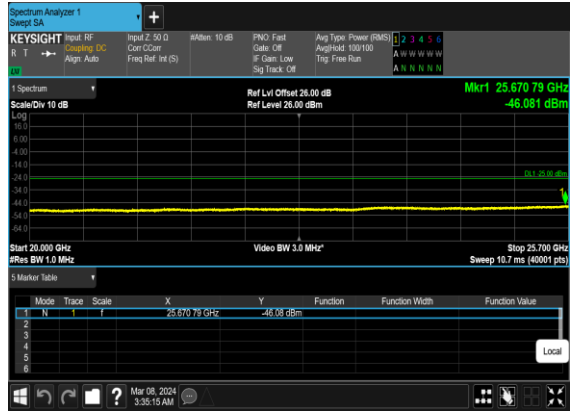 Spectrum Analyzer 1
Swept SA
+
KEYSIGHT Input: RF Input Z: 50 Ω #Atten: 10 dB PNO: Fast Avg Type: Power (RMS) 1 2 3 4 5 6
R T Coupling: DC Corr CCorr Gate: Off Avg|Hold: 100/100 A W W W W W
Align: Auto Freq Ref: Int (S) IF Gain: Low Trig: Free Run
Sig Track: Off A N N N N N
1 Spectrum Ref Lvl Offset 26.00 dB Mkr1 25.670 79 GHz
Scale/Div 10 dB Ref Level 26.00 dBm -46.081 dBm
Log
16.0
6.00
-4.00
-14.0
DL1 -25.00 dBm
-24.0
1
-34.0
-44.0
-54.0
-64.0
Start 20.000 GHz Video BW 3.0 MHz* Stop 25.700 GHz
#Res BW 1.0 MHz Sweep 10.7 ms (40001 pts)
5 Marker Table
Mode Trace Scale X Y Function Function Width Function Value
1 N 1 f 25.670 79 GHz -46.08 dBm
2
3
4
5
6
Local
? Mar 08, 2024
3:35:15 AM